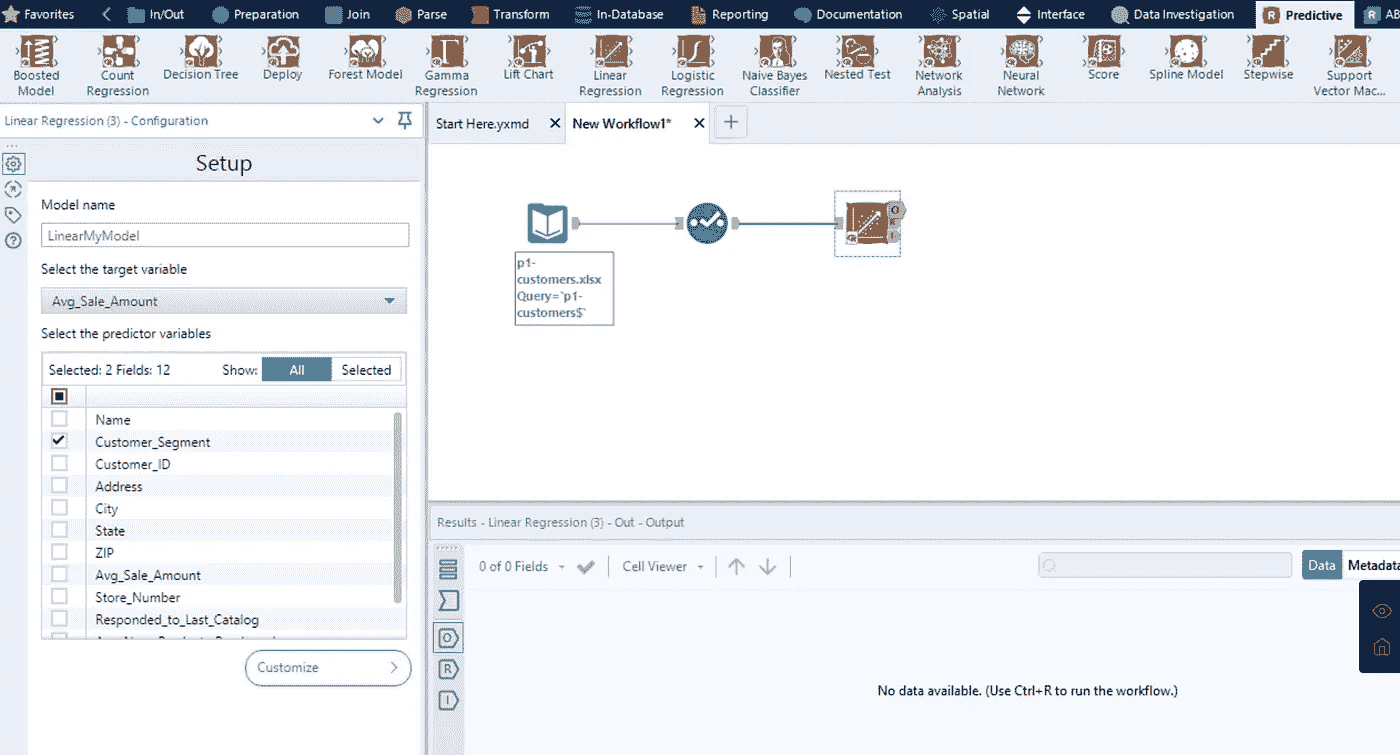 Favorites In/Out Preparation Join Parse Transform In-Database Reporting Documentation Spatial Interface Data Investigation R Predictive R AB
Boosted Model
Count Regression
Decision Tree
Deploy
Forest Model
Gamma Regression
Lift Chart
Linear Regression
Logistic Regression
Naive Bayes Classifier
Nested Test
Network Analysis
Neural Network
Score
Spline Model
Stepwise
Support Vector Mac...
Linear Regression (3) - Configuration
Start Here.yxmd
New Workflow1*
Setup
Model name
LinearMyModel
Select the target variable
Avg_Sale_Amount
Select the predictor variables
Selected: 2 Fields: 12 Show: All Selected
Name
Customer_Segment
Customer_ID
Address
City
State
ZIP
Avg_Sale_Amount
Store_Number
Responded_to_Last_Catalog
Customize
p1-
customers.xlsx
Query=`p1-
customers$`
O
R
I
Results - Linear Regression (3) - Out - Output
0 of 0 Fields Cell Viewer Data Metadata
O
R
I
No data available. (Use Ctrl+R to run the workflow.)